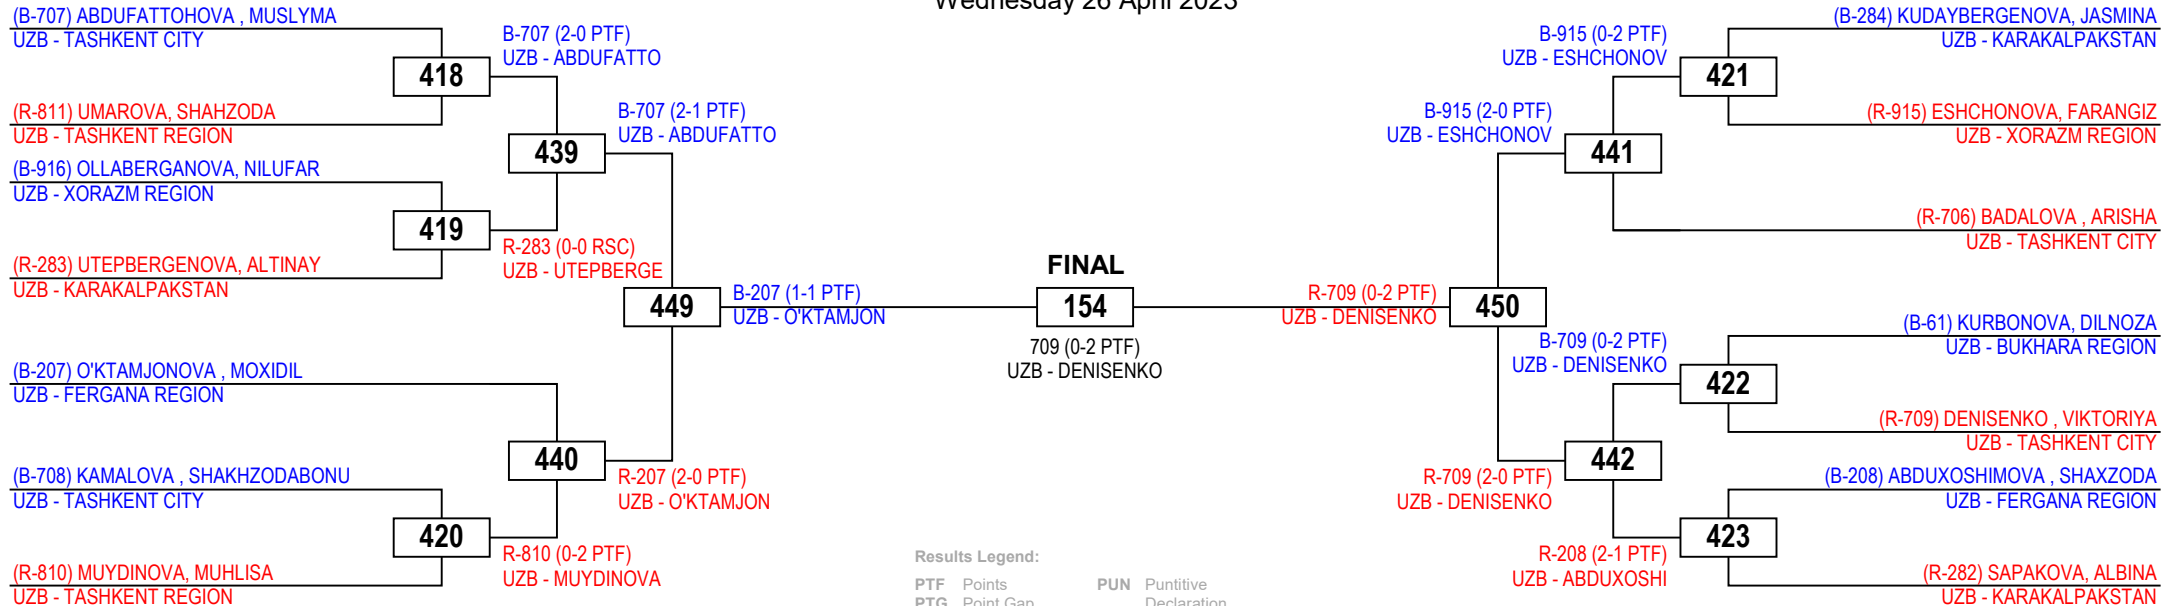 Wednesday 26 April 2023
(B-707) ABDUFATTOHOVA , MUSLYMA
UZB - TASHKENT CITY
418
B-707 (2-0 PTF)
UZB - ABDUFATTO
(R-811) UMAROVA, SHAHZODA
UZB - TASHKENT REGION
439
B-707 (2-1 PTF)
UZB - ABDUFATTO
(B-916) OLLABERGANOVA, NILUFAR
UZB - XORAZM REGION
419
R-283 (0-0 RSC)
UZB - UTEPBERGE
(R-283) UTEPBERGENOVA, ALTINAY
UZB - KARAKALPAKSTAN
449
B-207 (1-1 PTF)
UZB - O'KTAMJON
(B-207) O'KTAMJONOVA , MOXIDIL
UZB - FERGANA REGION
440
R-207 (2-0 PTF)
UZB - O'KTAMJON
(B-708) KAMALOVA , SHAKHZODABONU
UZB - TASHKENT CITY
420
R-810 (0-2 PTF)
UZB - MUYDINOVA
(R-810) MUYDINOVA, MUHLISA
UZB - TASHKENT REGION
FINAL
154
709 (0-2 PTF)
UZB - DENISENKO
(B-284) KUDAYBERGENOVA, JASMINA
UZB - KARAKALPAKSTAN
B-915 (0-2 PTF)
UZB - ESHCHONOV
421
(R-915) ESHCHONOVA, FARANGIZ
UZB - XORAZM REGION
B-915 (2-0 PTF)
UZB - ESHCHONOV
441
(R-706) BADALOVA , ARISHA
UZB - TASHKENT CITY
R-709 (0-2 PTF)
UZB - DENISENKO
450
(B-61) KURBONOVA, DILNOZA
UZB - BUKHARA REGION
B-709 (0-2 PTF)
UZB - DENISENKO
422
(R-709) DENISENKO , VIKTORIYA
UZB - TASHKENT CITY
R-709 (2-0 PTF)
UZB - DENISENKO
442
(B-208) ABDUXOSHIMOVA , SHAXZODA
UZB - FERGANA REGION
423
R-208 (2-1 PTF)
UZB - ABDUXOSHI
(R-282) SAPAKOVA, ALBINA
UZB - KARAKALPAKSTAN
Results Legend:
PTF Points PUN Puntitive
PTG Point Gap Declaration